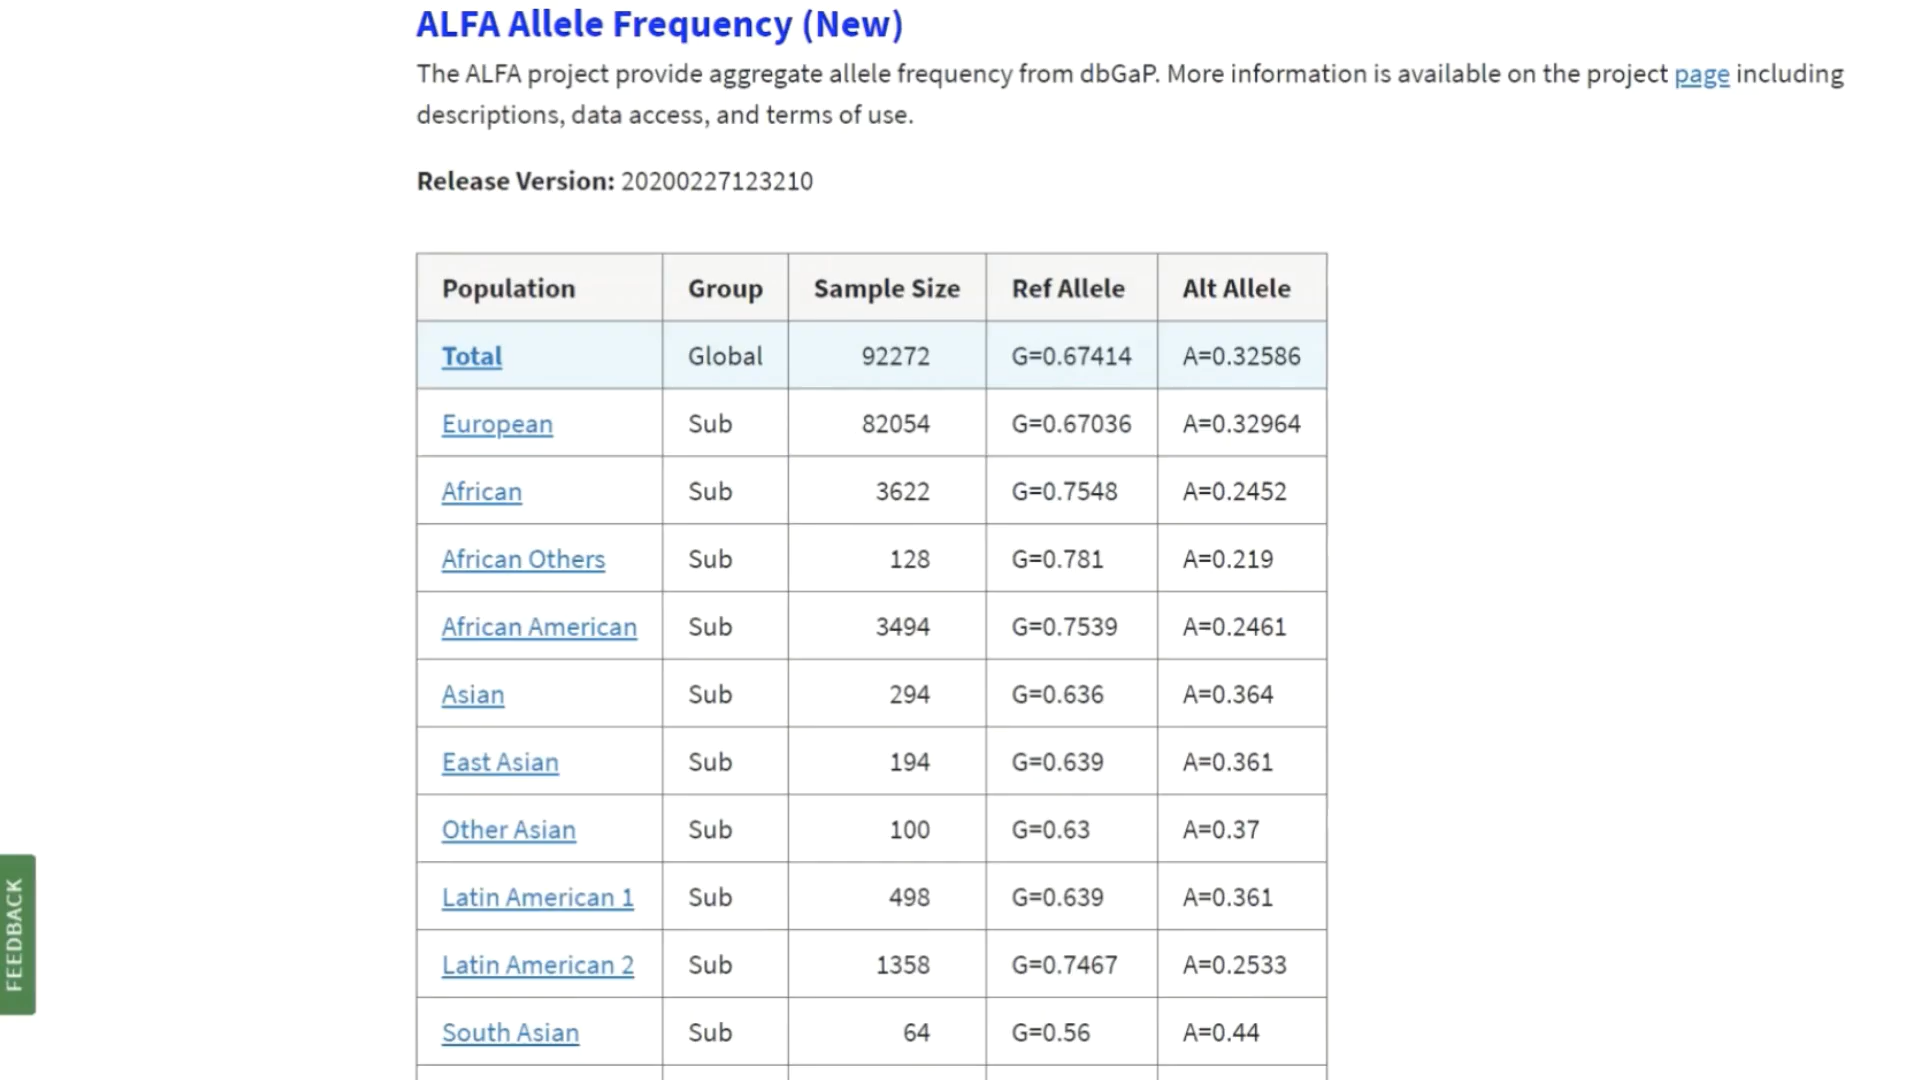 ALFA Allele Frequency (New)
The ALFA project provide aggregate allele frequency from dbGaP. More information is available on the project page including
descriptions, data access, and terms of use.
Release Version: 20200227123210
Population Group Sample Size Ref Allele Alt Allele
Total Global 92272 G=0.67414 A=0.32586
European Sub 82054 G=0.67036 A=0.32964
African Sub 3622 G=0.7548 A=0.2452
African Others Sub 128 G=0.781 A=0.219
African American Sub 3494 G=0.7539 A=0.2461
Asian Sub 294 G=0.636 A=0.364
East Asian Sub 194 G=0.639 A=0.361
Other Asian Sub 100 G=0.63 A=0.37
Latin American 1 Sub 498 G=0.639 A=0.361
Latin American 2 Sub 1358 G=0.7467 A=0.2533
South Asian Sub 64 G=0.56 A=0.44
FEEDBACK